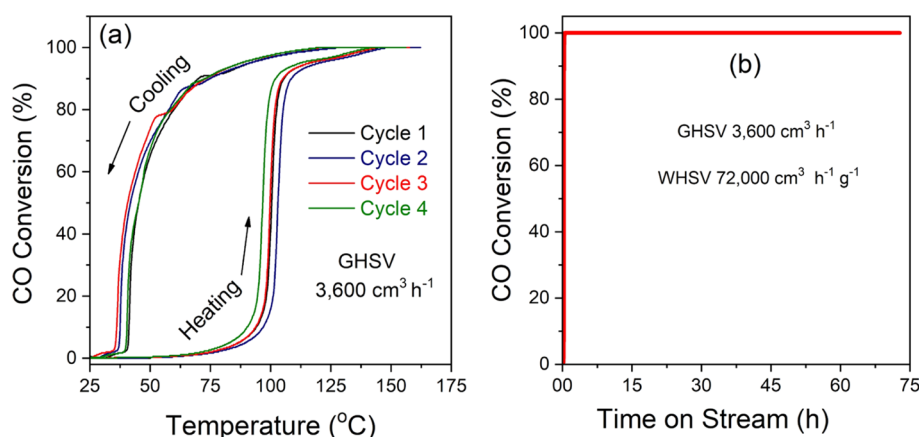 (a)
Cooling
Heating
Cycle 1
Cycle 2
Cycle 3
Cycle 4
GHSV
3,600 cm³ h⁻¹
CO Conversion (%)
100
80
60
40
20
0
25 50 75 100 125 150 175
Temperature (°C)
(b)
GHSV 3,600 cm³ h⁻¹
WHSV 72,000 cm³ h⁻¹ g⁻¹
CO Conversion (%)
100
80
60
40
20
0
00 15 30 45 60 75
Time on Stream (h)